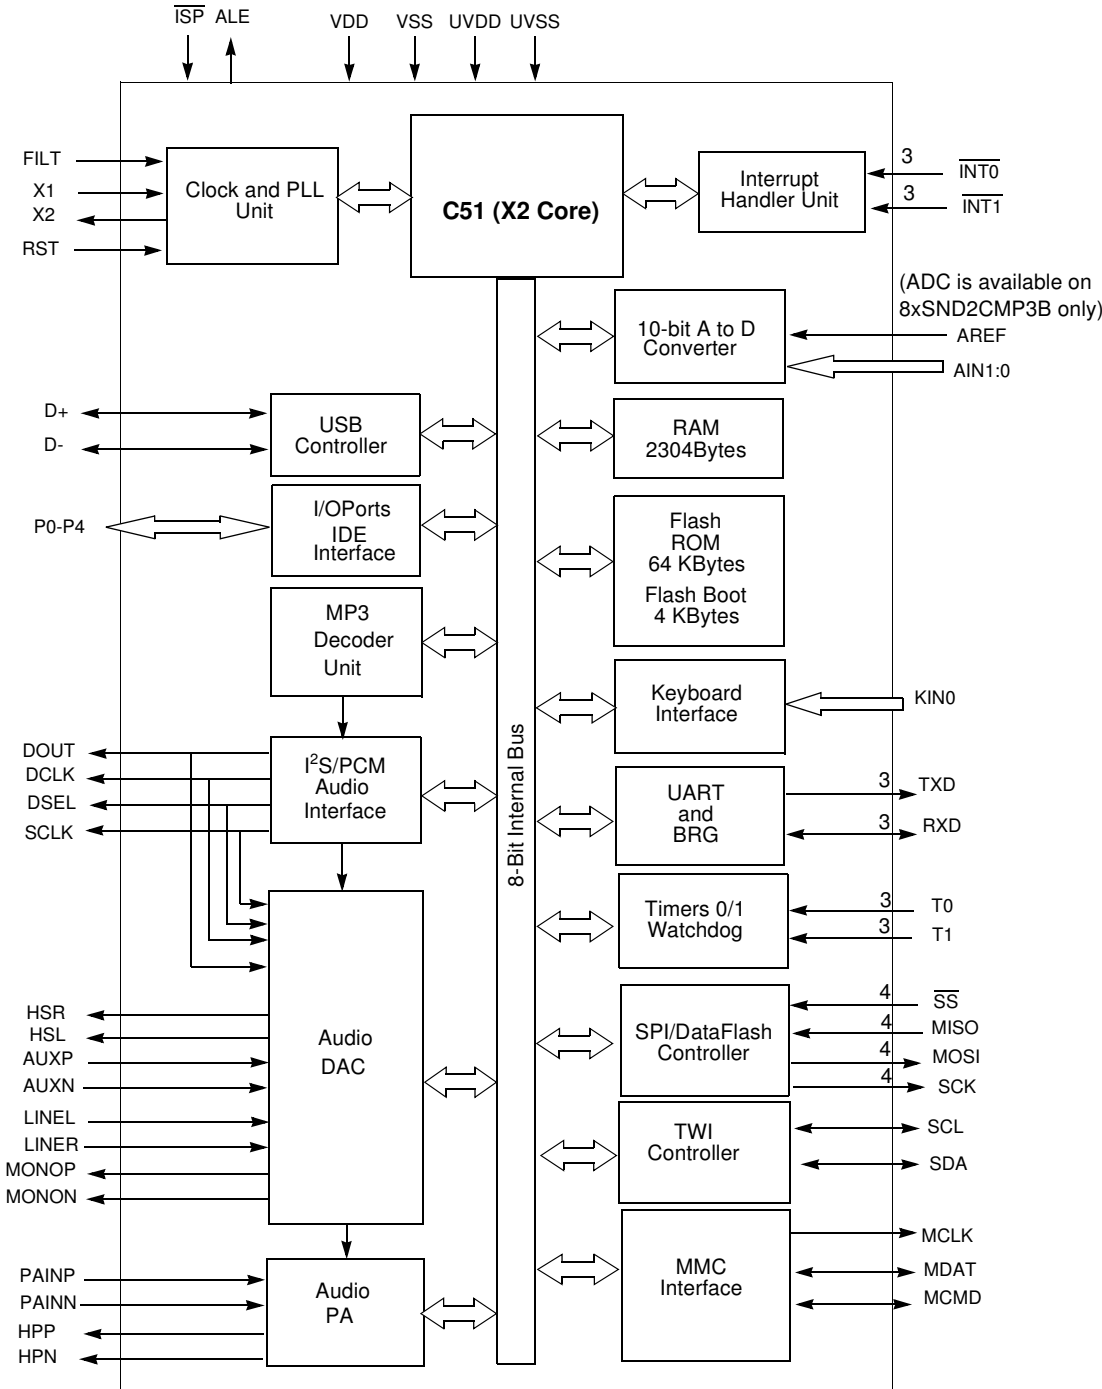 ISP ALE VDD VSS UVDD UVSS
FILT
X1
X2
RST
Clock and PLL
Unit
C51 (X2 Core)
Interrupt
Handler Unit
3
INT0
3
INT1
(ADC is available on
8xSND2CMP3B only)
10-bit A to D
Converter
AREF
AIN1:0
D+
D-
USB
Controller
RAM
2304Bytes
P0-P4
I/OPorts
IDE
Interface
Flash
ROM
64 KBytes
Flash Boot
4 KBytes
MP3
Decoder
Unit
Keyboard
Interface
KIN0
8-Bit Internal Bus
DOUT
DCLK
DSEL
SCLK
I²S/PCM
Audio
Interface
UART
and
BRG
3
TXD
3
RXD
Timers 0/1
Watchdog
3
T0
3
T1
HSR
HSL
AUXP
AUXN
LINEL
LINER
MONOP
MONON
Audio
DAC
SPI/DataFlash
Controller
4
SS
4
MISO
4
MOSI
4
SCK
TWI
Controller
SCL
SDA
PAINP
PAINN
HPP
HPN
Audio
PA
MMC
Interface
MCLK
MDAT
MCMD